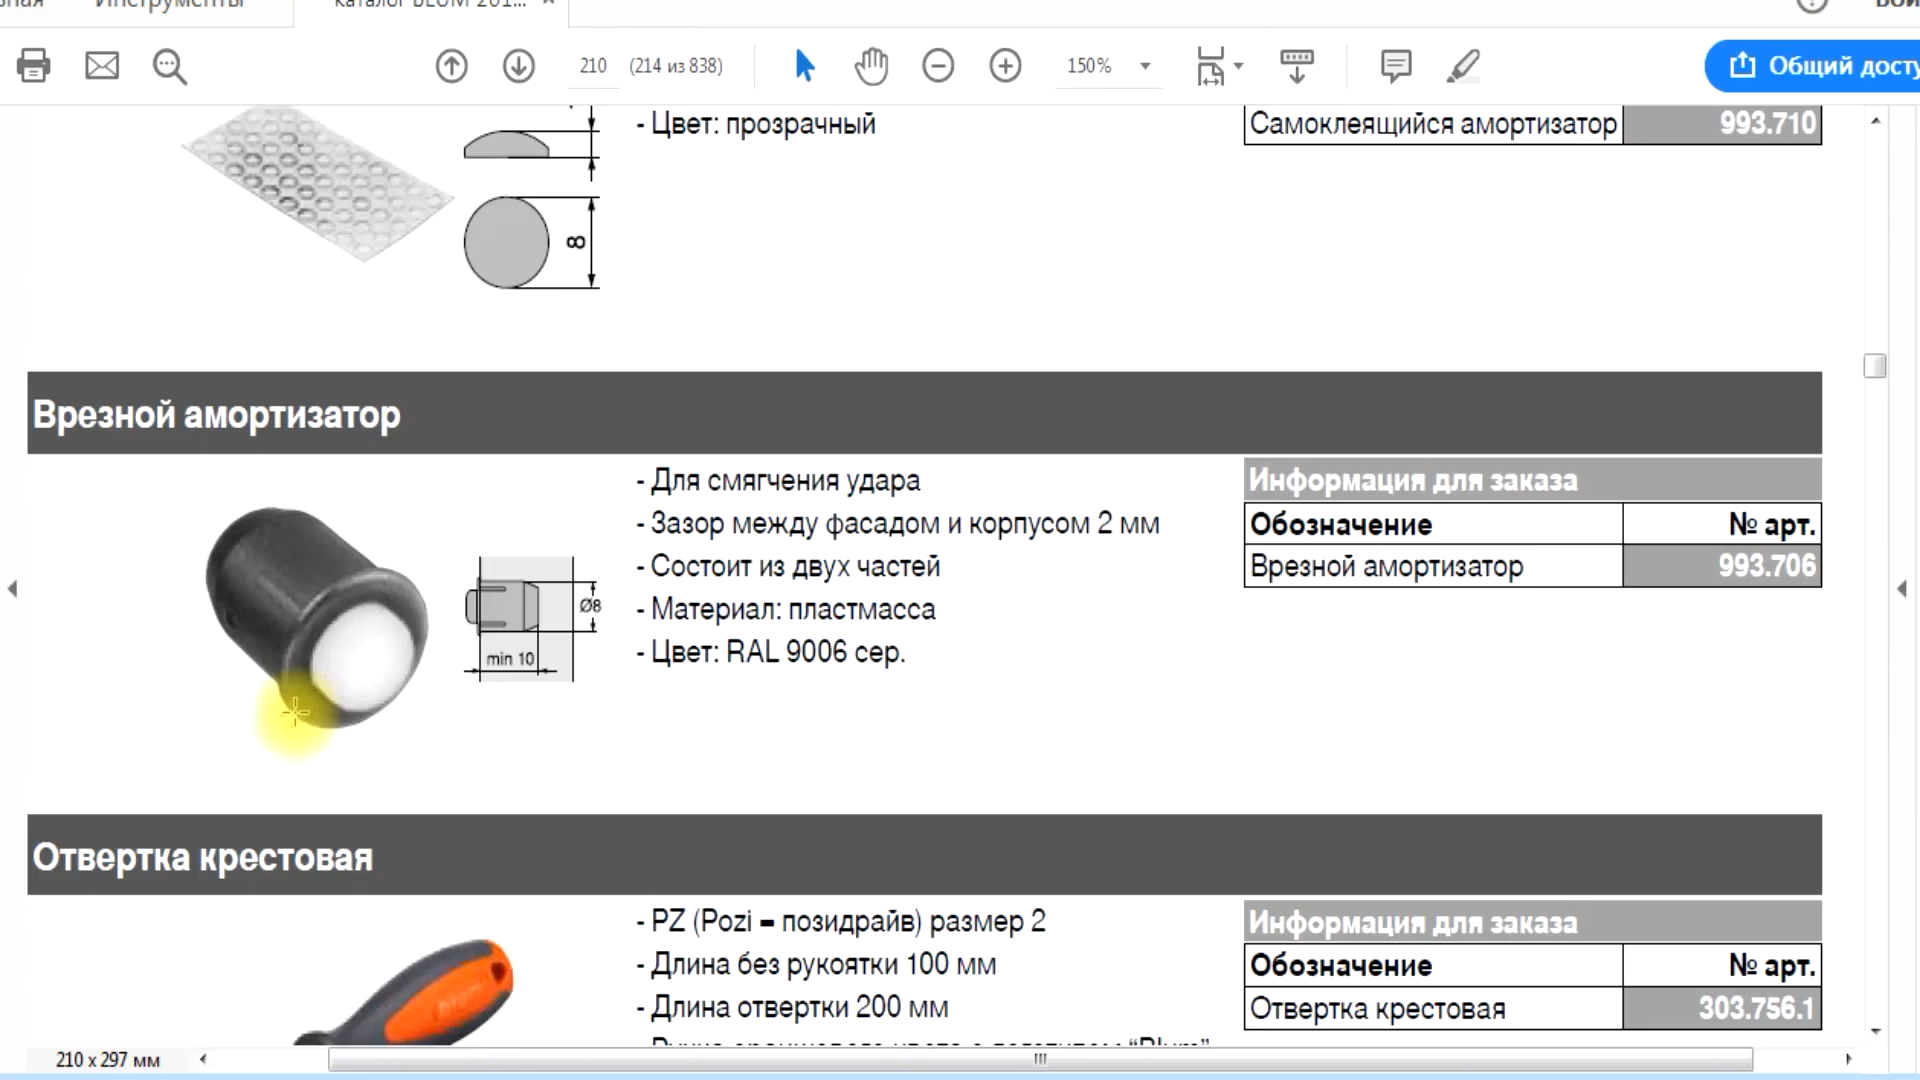 Инструменты
каталог BLUM 201...
210 (214 из 838) 150% Общий досту
- Цвет: прозрачный
Самоклеящийся амортизатор 993.710
8
Врезной амортизатор
- Для смягчения удара
- Зазор между фасадом и корпусом 2 мм
- Состоит из двух частей
- Материал: пластмасса
- Цвет: RAL 9006 сер.
Ø8
min 10
Информация для заказа
Обозначение № арт.
Врезной амортизатор 993.706
Отвертка крестовая
- PZ (Pozi = позидрайв) размер 2
- Длина без рукоятки 100 мм
- Длина отвертки 200 мм
Информация для заказа
Обозначение № арт.
Отвертка крестовая 303.756.1
210 x 297 мм